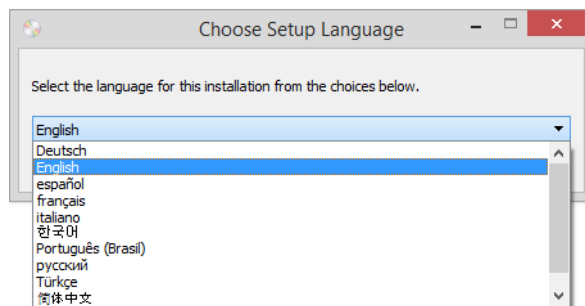 Choose Setup Language
Select the language for this installation from the choices below.
English
Deutsch
English
español
français
italiano
한국어
Português (Brasil)
русский
Türkçe
简体中文